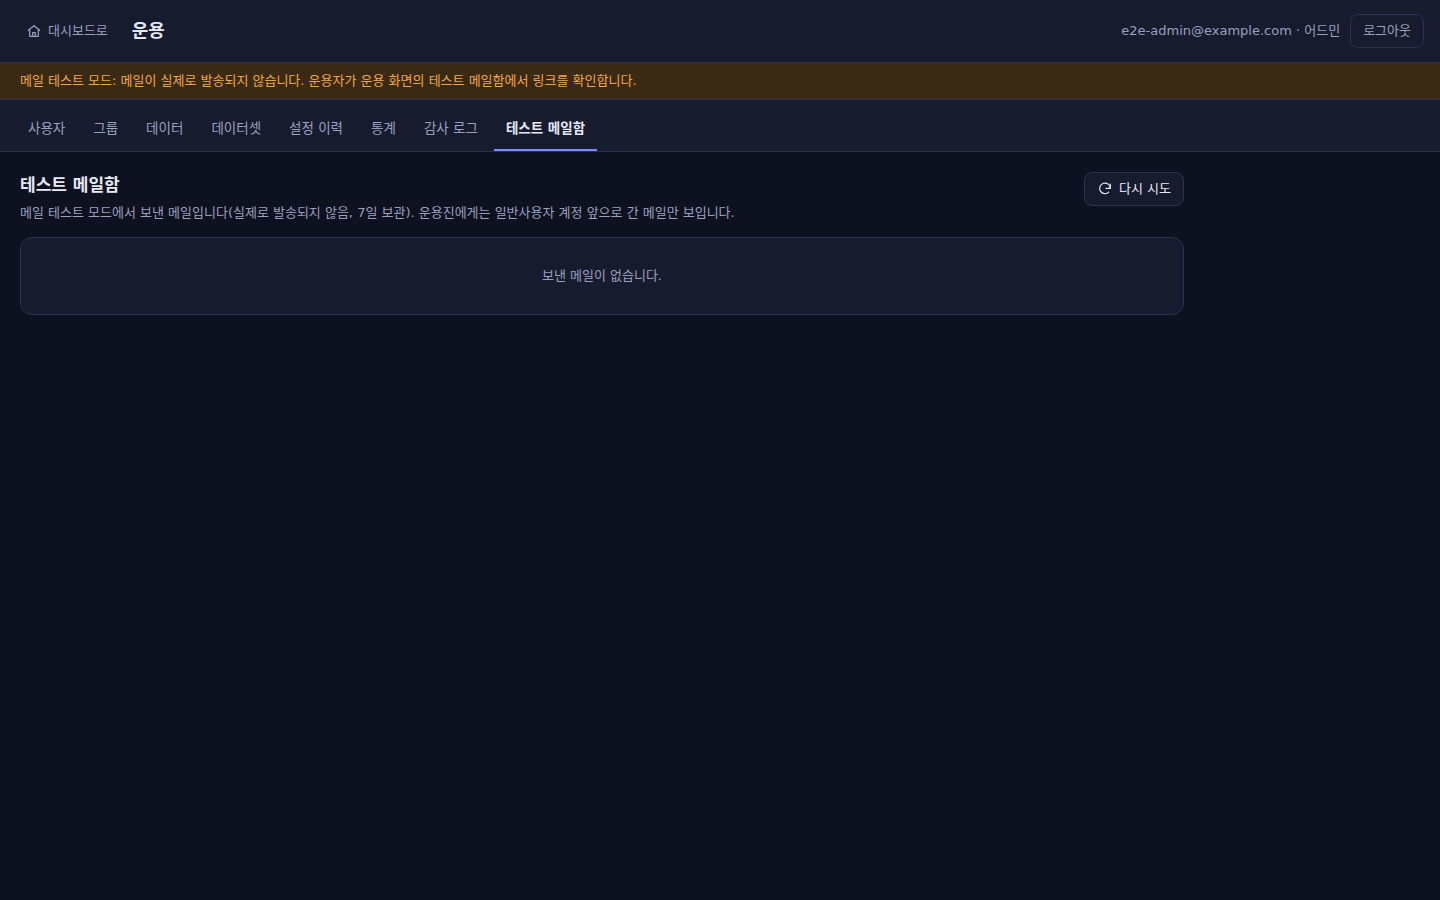 대시보드로 운용 e2e-admin@example.com · 어드민 로그아웃
메일 테스트 모드: 메일이 실제로 발송되지 않습니다. 운용자가 운용 화면의 테스트 메일함에서 링크를 확인합니다.
사용자 그룹 데이터 데이터셋 설정 이력 통계 감사 로그 테스트 메일함
테스트 메일함
다시 시도
메일 테스트 모드에서 보낸 메일입니다(실제로 발송되지 않음, 7일 보관). 운용진에게는 일반사용자 계정 앞으로 간 메일만 보입니다.
보낸 메일이 없습니다.